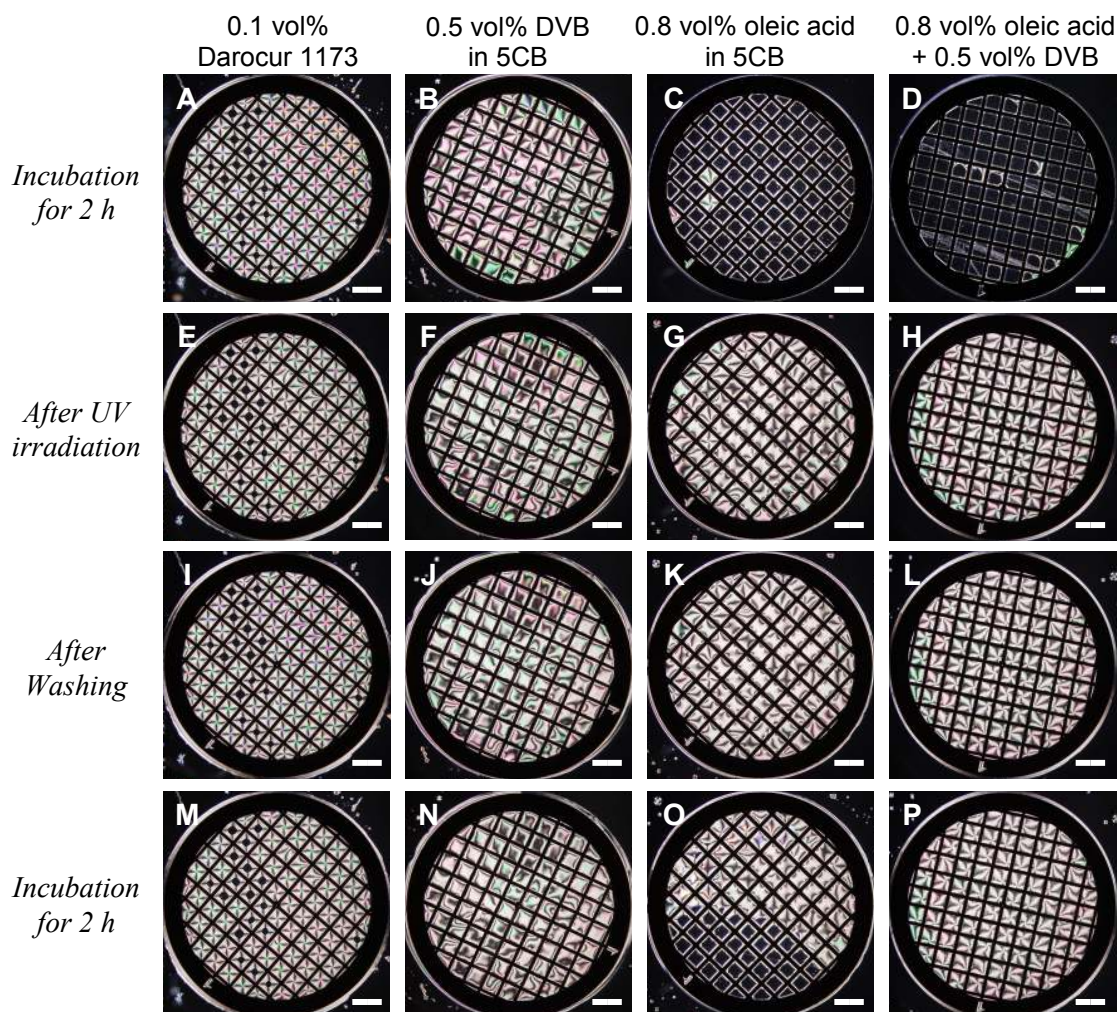 0.1 vol%
Darocur 1173
0.5 vol% DVB
in 5CB
0.8 vol% oleic acid
in 5CB
0.8 vol% oleic acid
+ 0.5 vol% DVB
Incubation
for 2 h
A
B
C
D
After UV
irradiation
E
F
G
H
After
Washing
I
J
K
L
Incubation
for 2 h
M
N
O
P